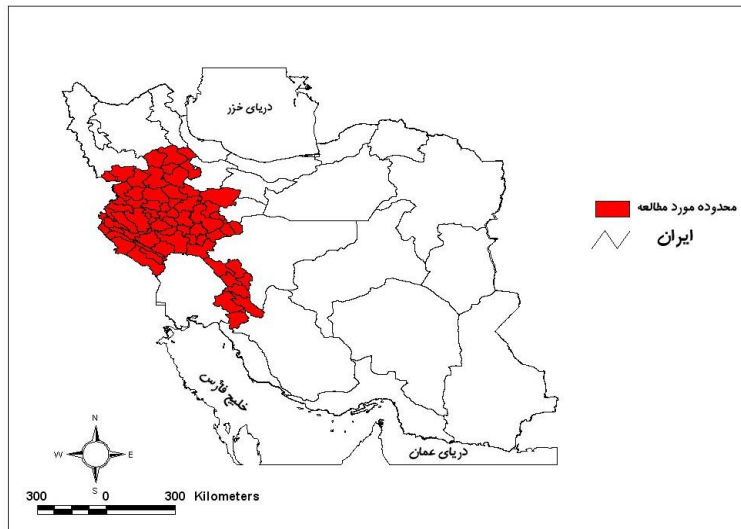 دریای خزر
محدوده مورد مطالعه
ایران
خلیج فارس
دریای عمان
N
W E
S
300 0 300 Kilometers